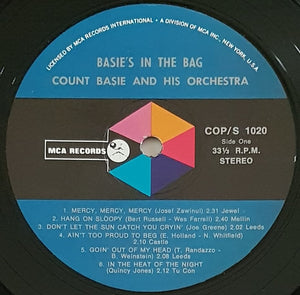 LICENSED BY MCA RECORDS INTERNATIONAL • A DIVISION OF MCA INC., NEW YORK, U.S.A.
BASIE'S IN THE BAG
COUNT BASIE AND HIS ORCHESTRA
MCA RECORDS
COP/S 1020
Side One
33⅓ R.P.M.
STEREO
1. MERCY, MERCY, MERCY (Josef Zawinul) 2.31 Jewel
2. HANG ON SLOOPY (Bert Russell - Wes Farrell) 2.40 Mellin
3. DON'T LET THE SUN CATCH YOU CRYIN' (Joe Greene) 2.02 Leeds
4. AIN'T TOO PROUD TO BEG (E. Holland - N. Whitfield)
2.10 Castle
5. GOIN' OUT OF MY HEAD (T. Randazzo -
B. Weinstein) 2.08 Leeds
6. IN THE HEAT OF THE NIGHT
(Quincy Jones) 2.12 Tu Con